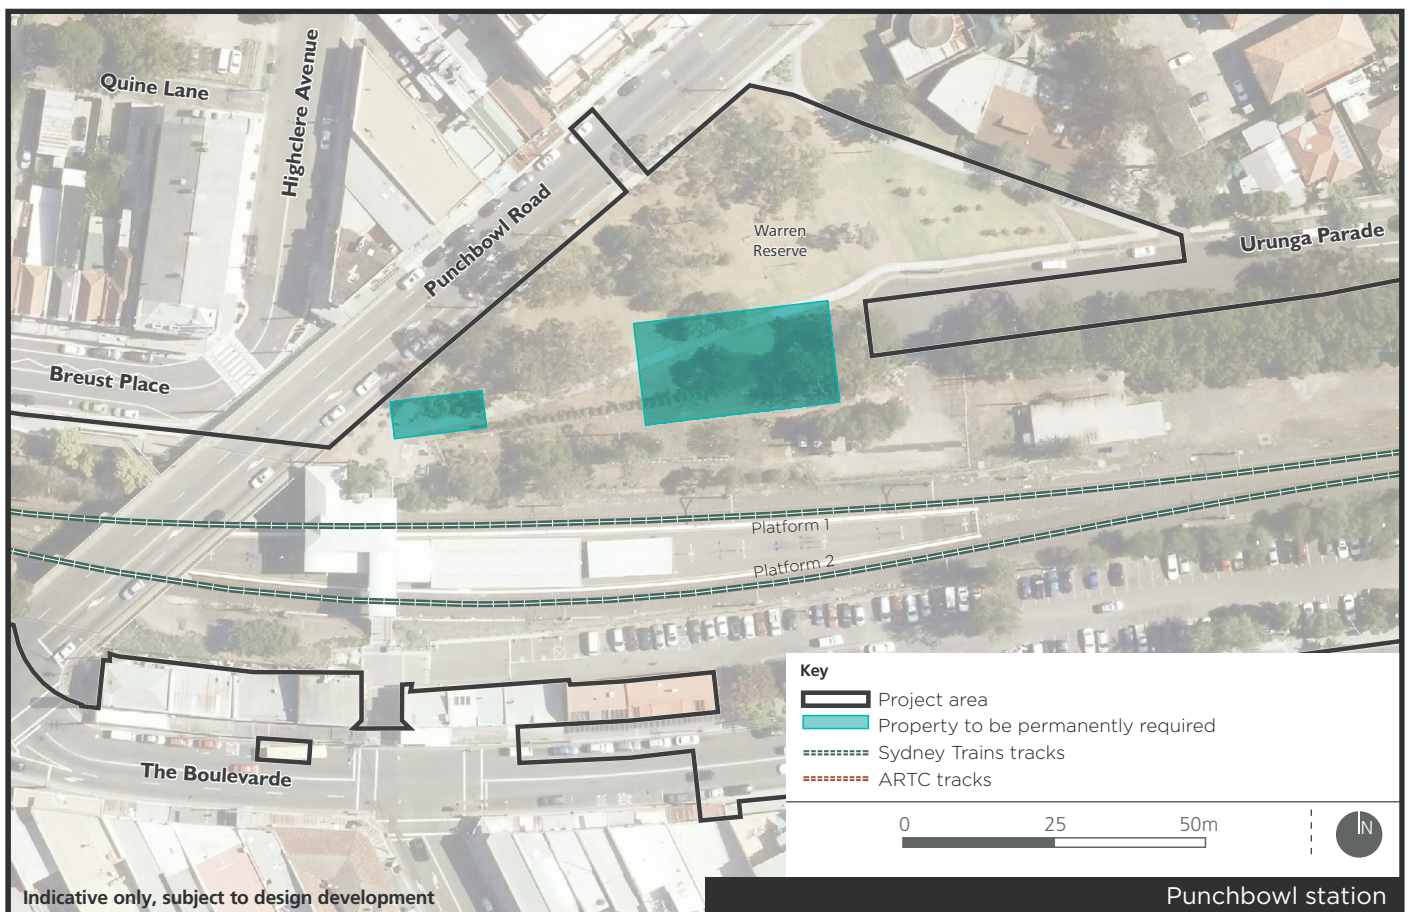 Quine Lane
Highclere Avenue
Punchbowl Road
Warren
Reserve
Urunga Parade
Breust Place
Platform 1
Platform 2
The Boulevarde
Key
Project area
Property to be permanently required
Sydney Trains tracks
ARTC tracks
0 25 50m
N
Indicative only, subject to design development
Punchbowl station